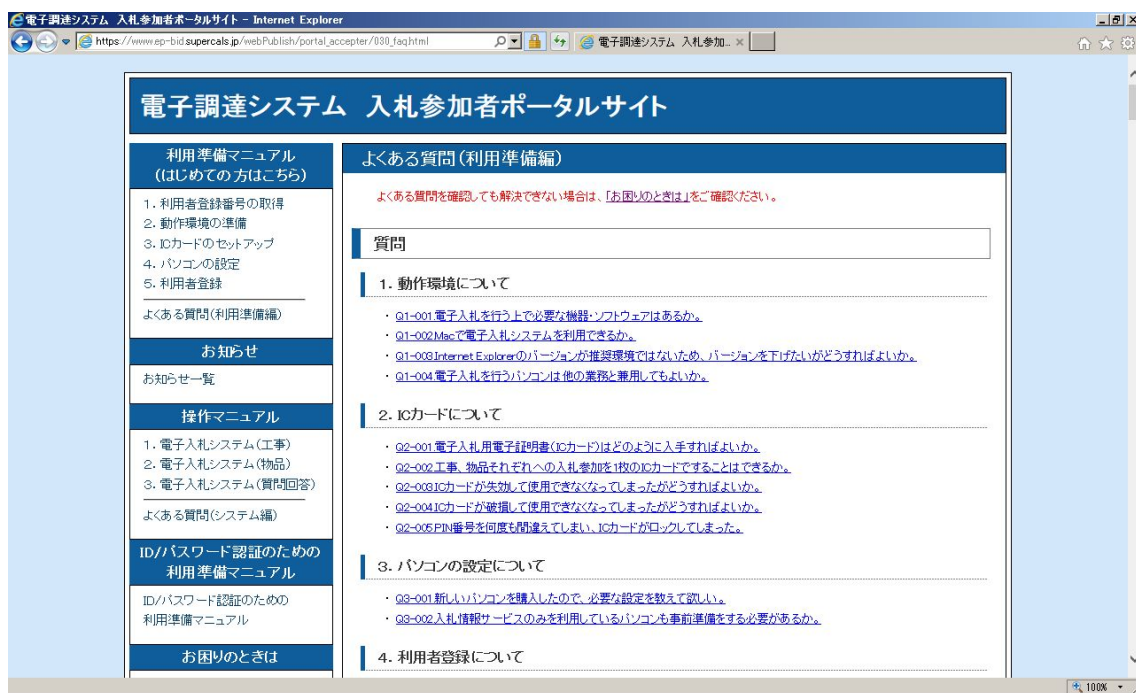 電子調達システム 入札参加者ポータルサイト - Internet Explorer
https://www.ep-bid.supercals.jp/webPublish/portal_accepter/030_faq.html
電子調達システム 入札参加...
電子調達システム 入札参加者ポータルサイト
利用準備マニュアル
(はじめての方はこちら)
1. 利用者登録番号の取得
2. 動作環境の準備
3. ICカードのセットアップ
4. パソコンの設定
5. 利用者登録
よくある質問(利用準備編)
お知らせ
お知らせ一覧
操作マニュアル
1. 電子入札システム(工事)
2. 電子入札システム(物品)
3. 電子入札システム(質問回答)
よくある質問(システム編)
ID/パスワード認証のための
利用準備マニュアル
ID/パスワード認証のための
利用準備マニュアル
お困りのときは
よくある質問(利用準備編)
よくある質問を確認しても解決できない場合は、「お困りのときは」をご確認ください。
質問
1. 動作環境について
・ Q1-001.電子入札を行う上で必要な機器・ソフトウェアはあるか。
・ Q1-002.Macで電子入札システムを利用できるか。
・ Q1-003.Internet Explorerのバージョンが推奨環境ではないため、バージョンを下げたいがどうすればよいか。
・ Q1-004.電子入札を行うパソコンは他の業務と兼用してもよいか。
2. ICカードについて
・ Q2-001.電子入札用電子証明書(ICカード)はどのように入手すればよいか。
・ Q2-002.工事、物品それぞれへの入札参加を1枚のICカードですることはできるか。
・ Q2-003.ICカードが失効して使用できなくなってしまったがどうすればよいか。
・ Q2-004.ICカードが破損して使用できなくなってしまったがどうすればよいか。
・ Q2-005.PIN番号を何度も間違えてしまい、ICカードがロックしてしまった。
3. パソコンの設定について
・ Q3-001.新しいパソコンを購入したので、必要な設定を教えて欲しい。
・ Q3-002.入札情報サービスのみを利用しているパソコンも事前準備をする必要があるか。
4. 利用者登録について
100%